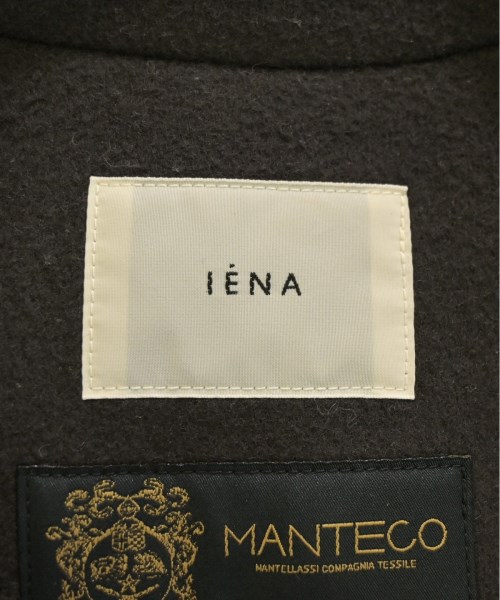 IÉNA
MANTECO
MANTELLASSI COMPAGNIA TESSILE